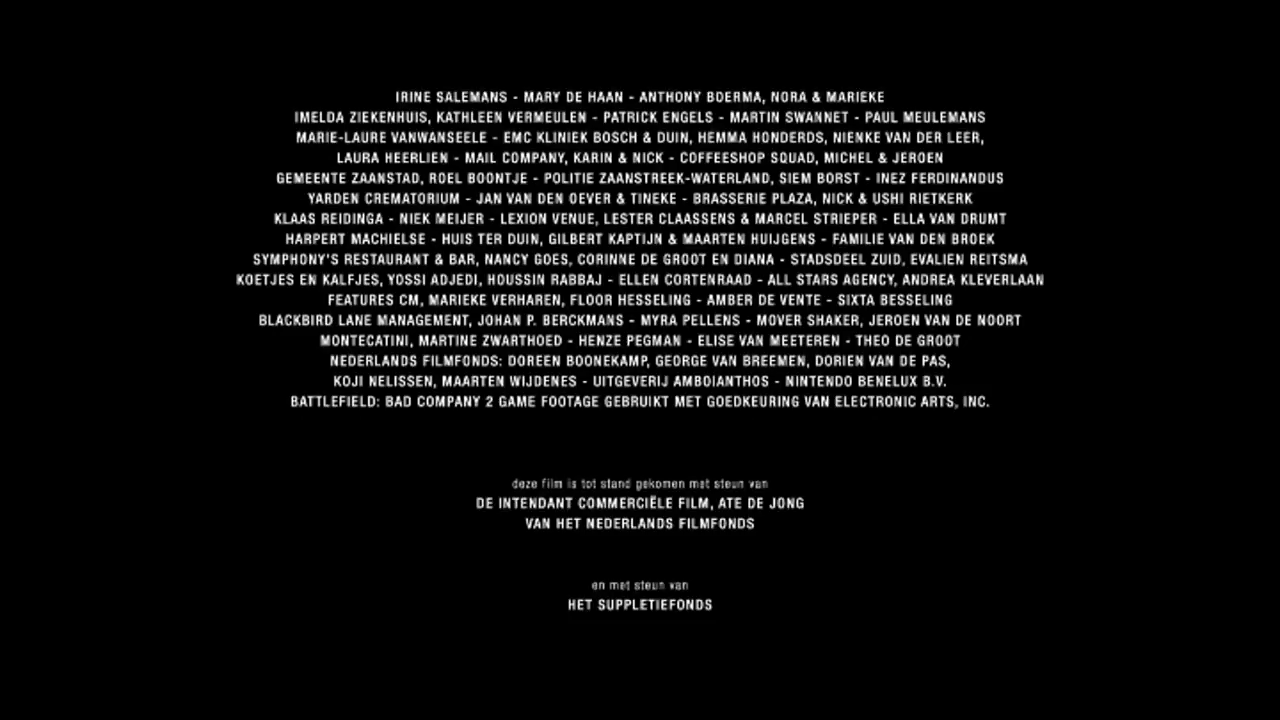 IRINE SALEMANS - MARY DE HAAN - ANTHONY BOERMA, NORA & MARIEKE
IMELDA ZIEKENHUIS, KATHLEEN VERMEULEN - PATRICK ENGELS - MARTIN SWANNET - PAUL MEULEMANS
MARIE-LAURE VANWANSEELE - EMC KLINIEK BOSCH & DUIN, HEMMA HONDERDS, NIENKE VAN DER LEER,
LAURA HEERLIEN - MAIL COMPANY, KARIN & NICK - COFFEESHOP SQUAD, MICHEL & JEROEN
GEMEENTE ZAANSTAD, ROEL BOONTJE - POLITIE ZAANSTREEK-WATERLAND, SIEM BORST - INEZ FERDINANDUS
YARDEN CREMATORIUM - JAN VAN DEN OEVER & TINEKE - BRASSERIE PLAZA, NICK & USHI RIETKERK
KLAAS REIDINGA - NIEK MEIJER - LEXION VENUE, LESTER CLAASSENS & MARCEL STRIEPER - ELLA VAN DRUMT
HARPERT MACHIELSE - HUIS TER DUIN, GILBERT KAPTIJN & MAARTEN HUIJGENS - FAMILIE VAN DEN BROEK
SYMPHONY'S RESTAURANT & BAR, NANCY GOES, CORINNE DE GROOT EN DIANA - STADSDEEL ZUID, EVALIEN REITSMA
KOETJES EN KALFJES, YOSSI ADJEDJ, HOUSSIN RABBAJ - ELLEN CORTENRAAD - ALL STARS AGENCY, ANDREA KLEVERLAAN
FEATURES CM, MARIEKE VERHAREN, FLOOR HESSELING - AMBER DE VENTE - SIXTA BESSELING
BLACKBIRD LANE MANAGEMENT, JOHAN P. BERCKMANS - MYRA PELLENS - MOVER SHAKER, JEROEN VAN DE NOORT
MONTECATINI, MARTINE ZWARTHOED - HENZE PEGMAN - ELISE VAN MEETEREN - THEO DE GROOT
NEDERLANDS FILMFONDS: DOREEN BOONEKAMP, GEORGE VAN BREEMEN, DORIEN VAN DE PAS,
KOJI NELISSEN, MAARTEN WIJDENES - UITGEVERIJ AMBOIANTHOS - NINTENDO BENELUX B.V.
BATTLEFIELD: BAD COMPANY 2 GAME FOOTAGE GEBRUIKT MET GOEDKEURING VAN ELECTRONIC ARTS, INC.
deze film is tot stand gekomen met steun van
DE INTENDANT COMMERCIËLE FILM, ATE DE JONG
VAN HET NEDERLANDS FILMFONDS
en met steun van
HET SUPPLETIEFONDS